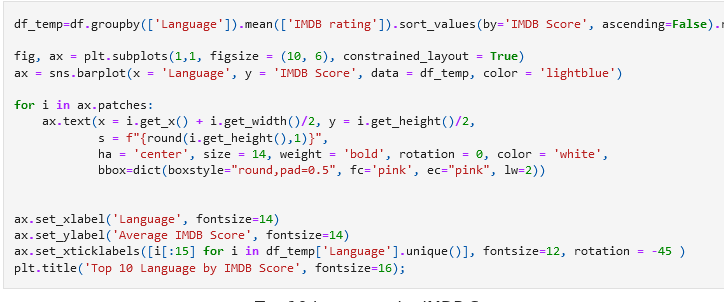 df_temp=df.groupby(['Language']).mean(['IMDB rating']).sort_values(by='IMDB Score', ascending=False).
fig, ax = plt.subplots(1,1, figsize = (10, 6), constrained_layout = True)
ax = sns.barplot(x = 'Language', y = 'IMDB Score', data = df_temp, color = 'lightblue')
for i in ax.patches:
    ax.text(x = i.get_x() + i.get_width()/2, y = i.get_height()/2,
            s = f"{round(i.get_height(),1)}",
            ha = 'center', size = 14, weight = 'bold', rotation = 0, color = 'white',
            bbox=dict(boxstyle="round,pad=0.5", fc='pink', ec="pink", lw=2))
ax.set_xlabel('Language', fontsize=14)
ax.set_ylabel('Average IMDB Score', fontsize=14)
ax.set_xticklabels([i[:15] for i in df_temp['Language'].unique()], fontsize=12, rotation = -45 )
plt.title('Top 10 Language by IMDB Score', fontsize=16);